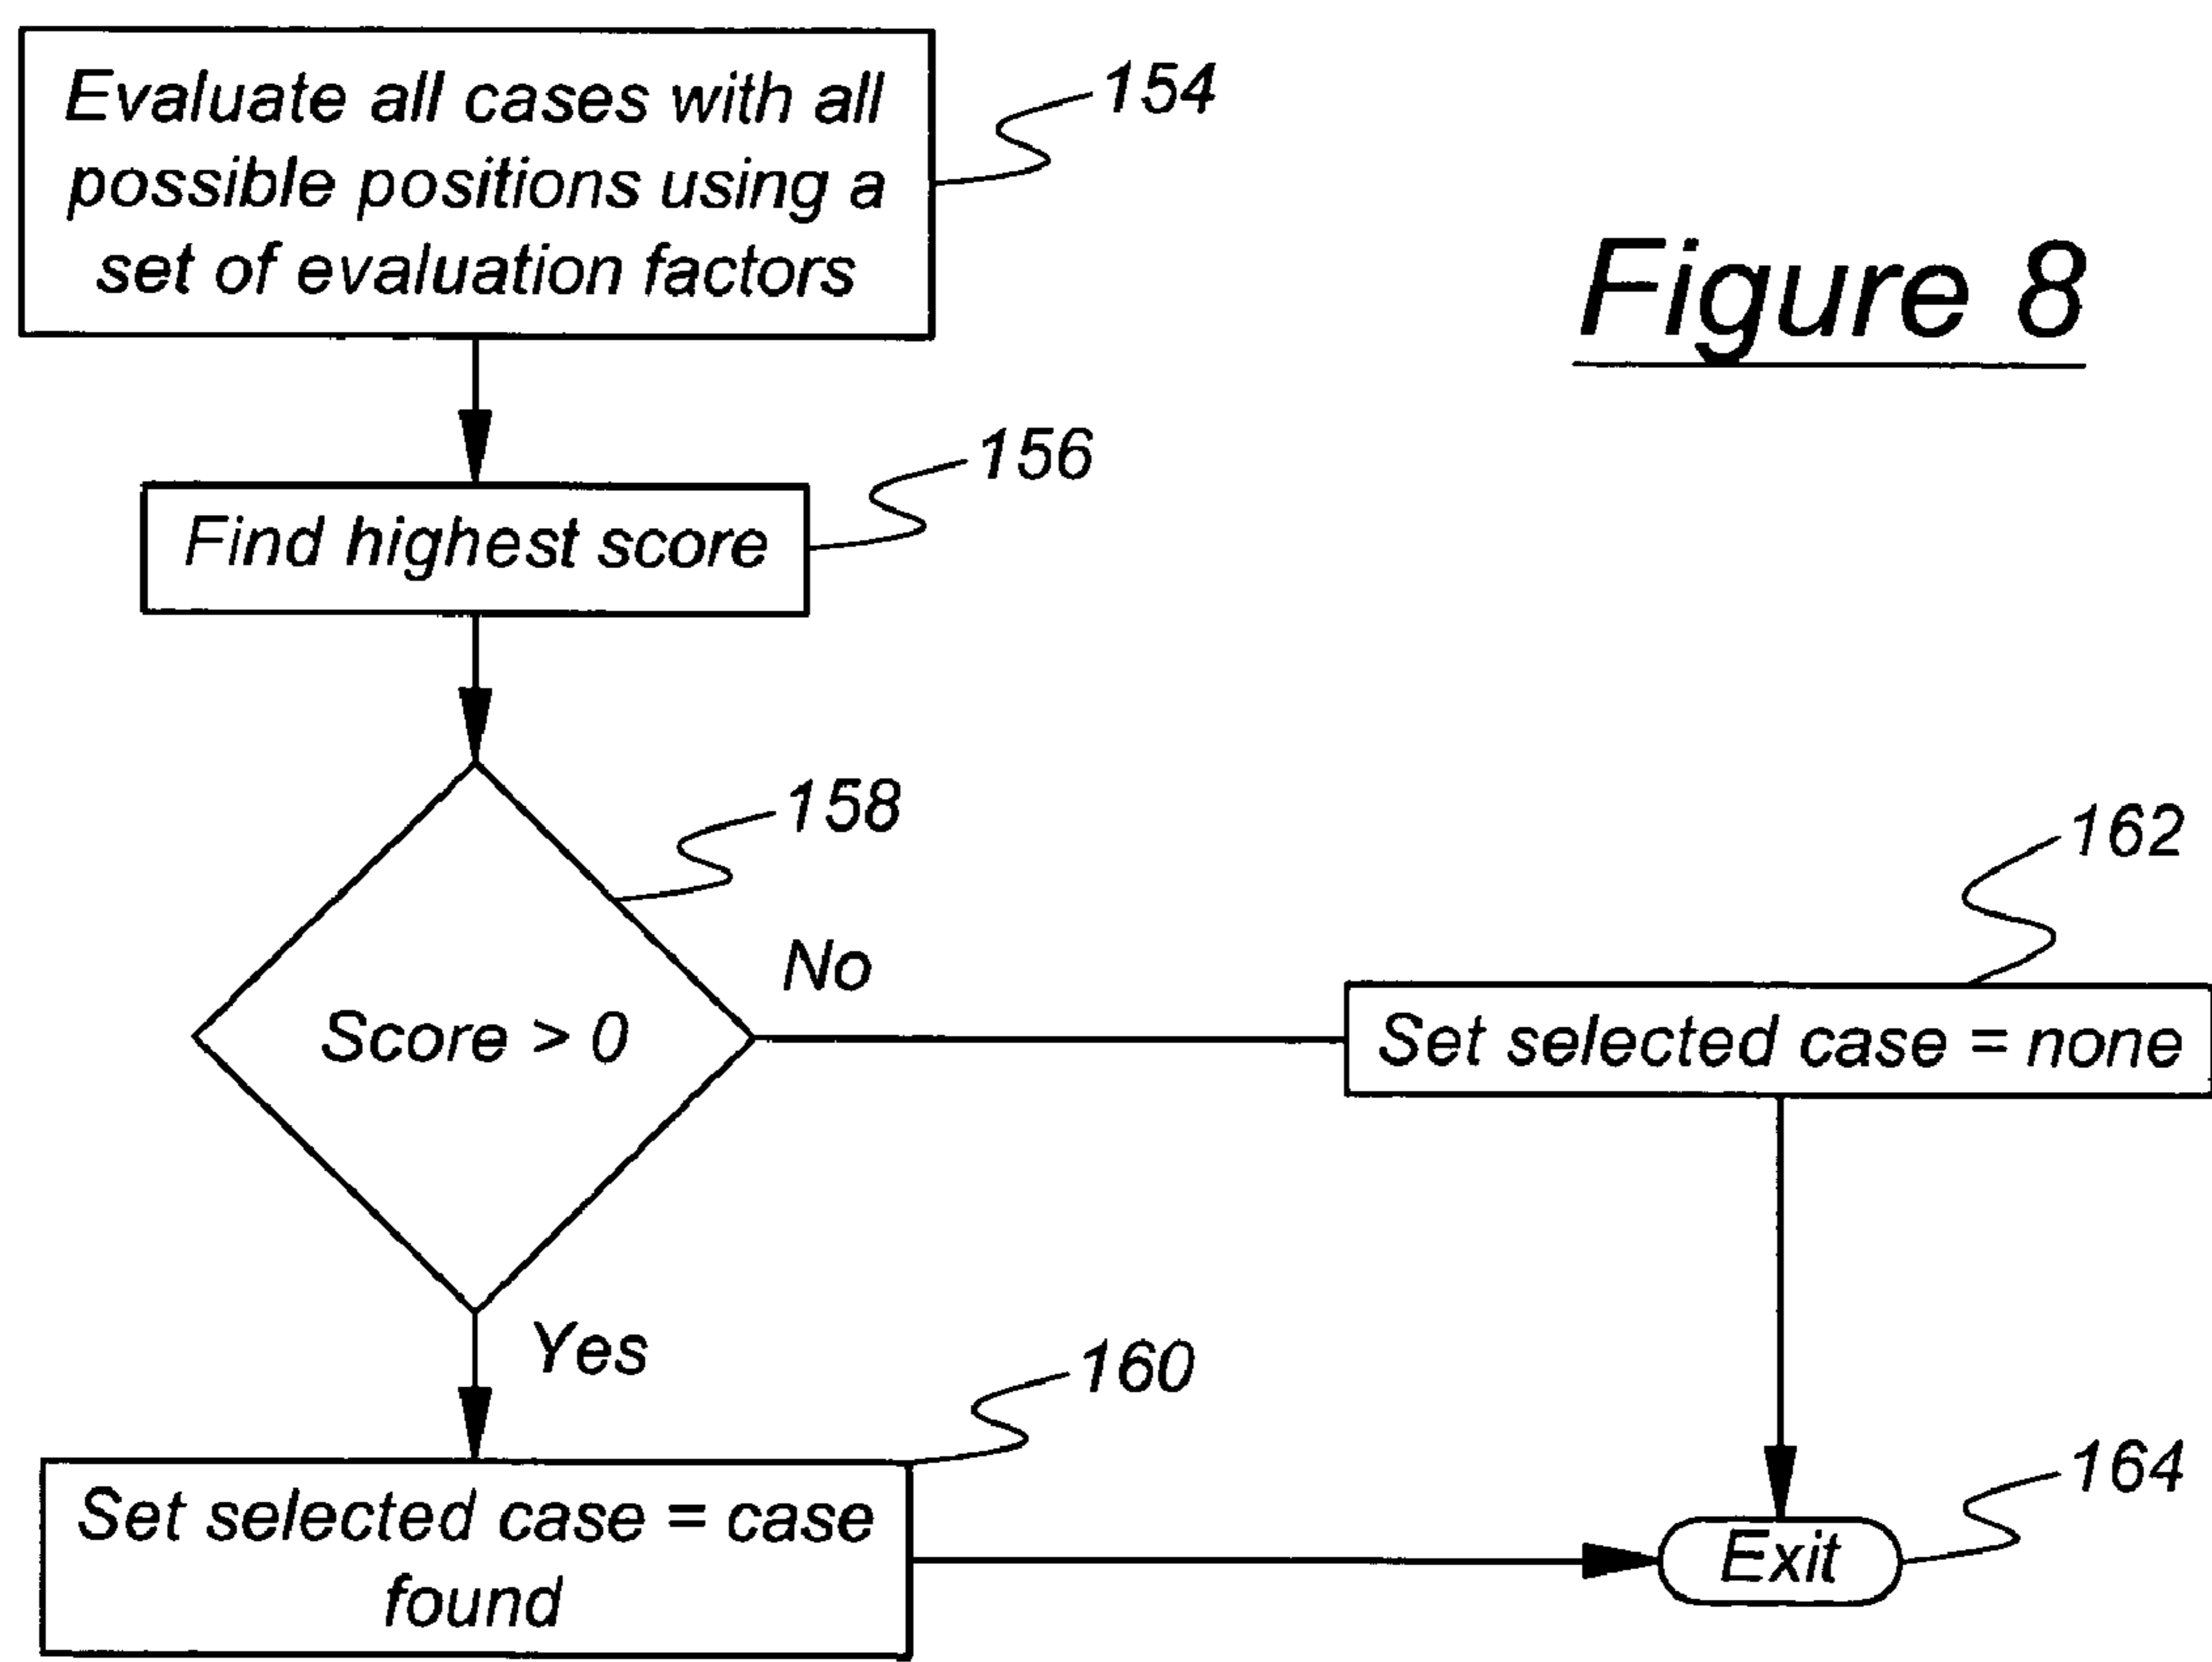 Evaluate all cases with all
possible positions using a
set of evaluation factors
154
Figure 8
Find highest score
156
Score > 0
158
No
Set selected case = none
162
Yes
Set selected case = case
found
160
Exit
164